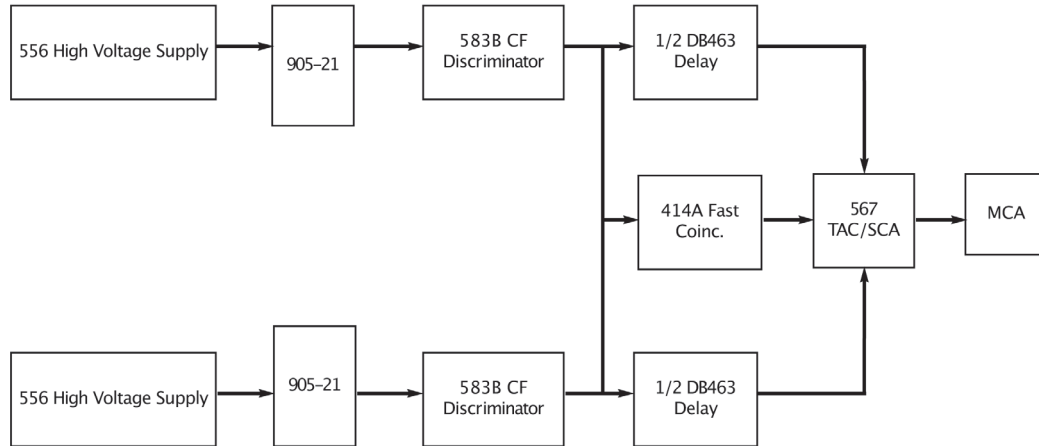 556 High Voltage Supply
905–21
583B CF
Discriminator
1/2 DB463
Delay
414A Fast
Coinc.
567
TAC/SCA
MCA
556 High Voltage Supply
905–21
583B CF
Discriminator
1/2 DB463
Delay